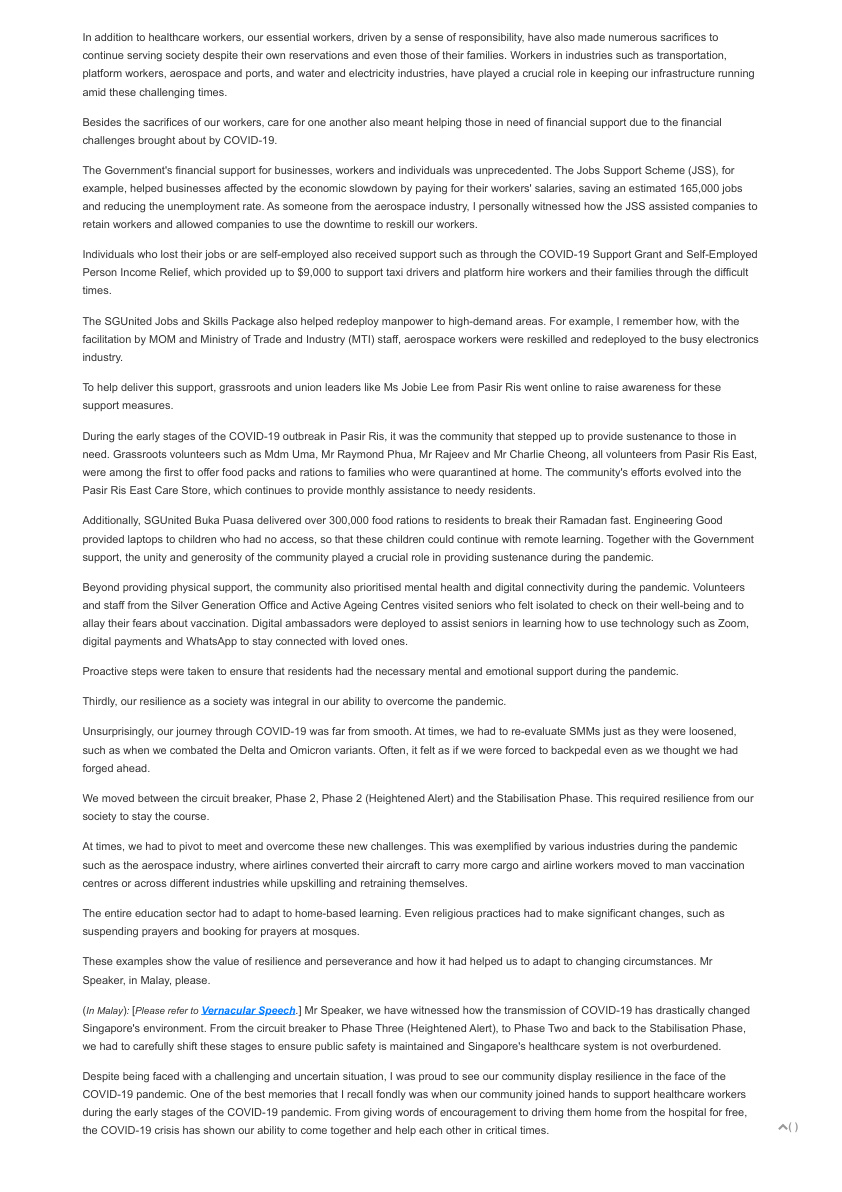 In addition to healthcare workers, our essential workers, driven by a sense of responsibility, have also made numerous sacrifices to
continue serving society despite their own reservations and even those of their families. Workers in industries such as transportation,
platform workers, aerospace and ports, and water and electricity industries, have played a crucial role in keeping our infrastructure running
amid these challenging times.
Besides the sacrifices of our workers, care for one another also meant helping those in need of financial support due to the financial
challenges brought about by COVID-19.
The Government's financial support for businesses, workers and individuals was unprecedented. The Jobs Support Scheme (JSS), for
example, helped businesses affected by the economic slowdown by paying for their workers' salaries, saving an estimated 165,000 jobs
and reducing the unemployment rate. As someone from the aerospace industry, I personally witnessed how the JSS assisted companies to
retain workers and allowed companies to use the downtime to reskill our workers.
Individuals who lost their jobs or are self-employed also received support such as through the COVID-19 Support Grant and Self-Employed
Person Income Relief, which provided up to $9,000 to support taxi drivers and platform hire workers and their families through the difficult
times.
The SGUnited Jobs and Skills Package also helped redeploy manpower to high-demand areas. For example, I remember how, with the
facilitation by MOM and Ministry of Trade and Industry (MTI) staff, aerospace workers were reskilled and redeployed to the busy electronics
industry.
To help deliver this support, grassroots and union leaders like Ms Jobie Lee from Pasir Ris went online to raise awareness for these
support measures.
During the early stages of the COVID-19 outbreak in Pasir Ris, it was the community that stepped up to provide sustenance to those in
need. Grassroots volunteers such as Mdm Uma, Mr Raymond Phua, Mr Rajeev and Mr Charlie Cheong, all volunteers from Pasir Ris East,
were among the first to offer food packs and rations to families who were quarantined at home. The community's efforts evolved into the
Pasir Ris East Care Store, which continues to provide monthly assistance to needy residents.
Additionally, SGUnited Buka Puasa delivered over 300,000 food rations to residents to break their Ramadan fast. Engineering Good
provided laptops to children who had no access, so that these children could continue with remote learning. Together with the Government
support, the unity and generosity of the community played a crucial role in providing sustenance during the pandemic.
Beyond providing physical support, the community also prioritised mental health and digital connectivity during the pandemic. Volunteers
and staff from the Silver Generation Office and Active Ageing Centres visited seniors who felt isolated to check on their well-being and to
allay their fears about vaccination. Digital ambassadors were deployed to assist seniors in learning how to use technology such as Zoom,
digital payments and WhatsApp to stay connected with loved ones.
Proactive steps were taken to ensure that residents had the necessary mental and emotional support during the pandemic.
Thirdly, our resilience as a society was integral in our ability to overcome the pandemic.
Unsurprisingly, our journey through COVID-19 was far from smooth. At times, we had to re-evaluate SMMs just as they were loosened,
such as when we combated the Delta and Omicron variants. Often, it felt as if we were forced to backpedal even as we thought we had
forged ahead.
We moved between the circuit breaker, Phase 2, Phase 2 (Heightened Alert) and the Stabilisation Phase. This required resilience from our
society to stay the course.
At times, we had to pivot to meet and overcome these new challenges. This was exemplified by various industries during the pandemic
such as the aerospace industry, where airlines converted their aircraft to carry more cargo and airline workers moved to man vaccination
centres or across different industries while upskilling and retraining themselves.
The entire education sector had to adapt to home-based learning. Even religious practices had to make significant changes, such as
suspending prayers and booking for prayers at mosques.
These examples show the value of resilience and perseverance and how it had helped us to adapt to changing circumstances. Mr
Speaker, in Malay, please.
(In Malay): [Please refer to Vernacular Speech.] Mr Speaker, we have witnessed how the transmission of COVID-19 has drastically changed
Singapore's environment. From the circuit breaker to Phase Three (Heightened Alert), to Phase Two and back to the Stabilisation Phase,
we had to carefully shift these stages to ensure public safety is maintained and Singapore's healthcare system is not overburdened.
Despite being faced with a challenging and uncertain situation, I was proud to see our community display resilience in the face of the
COVID-19 pandemic. One of the best memories that I recall fondly was when our community joined hands to support healthcare workers
during the early stages of the COVID-19 pandemic. From giving words of encouragement to driving them home from the hospital for free,
the COVID-19 crisis has shown our ability to come together and help each other in critical times.
( )